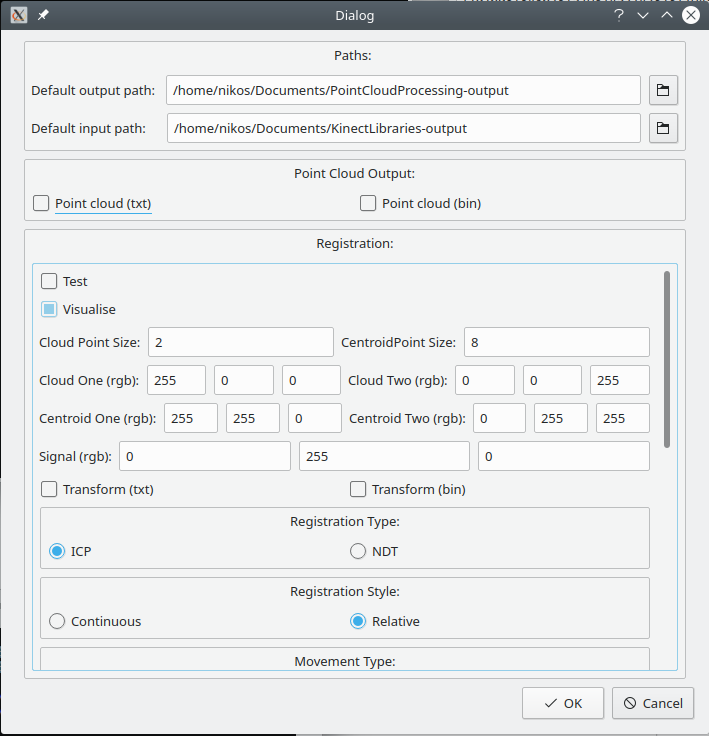 Dialog
Paths:
Default output path: /home/nikos/Documents/PointCloudProcessing-output
Default input path: /home/nikos/Documents/KinectLibraries-output
Point Cloud Output:
Point cloud (txt) Point cloud (bin)
Registration:
Test
Visualise
Cloud Point Size: 2 CentroidPoint Size: 8
Cloud One (rgb): 255 0 0 Cloud Two (rgb): 0 0 255
Centroid One (rgb): 255 255 0 Centroid Two (rgb): 0 255 255
Signal (rgb): 0 255 0
Transform (txt) Transform (bin)
Registration Type:
ICP NDT
Registration Style:
Continuous Relative
Movement Type:
OK Cancel